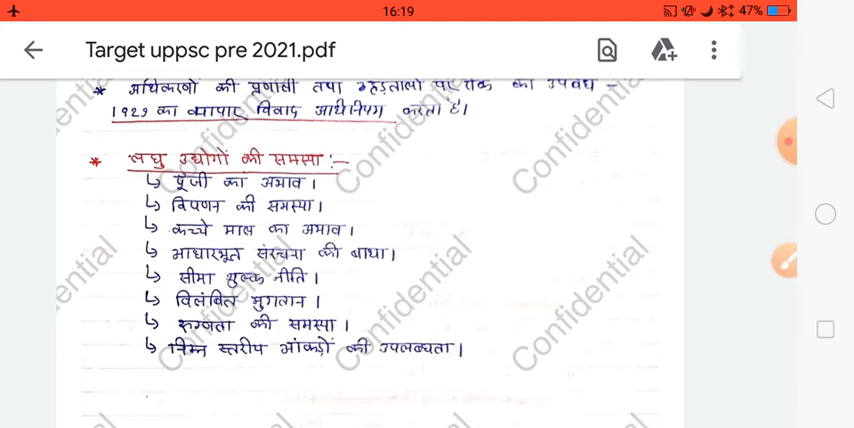 16:19
47%
Target uppsc pre 2021.pdf
* अधिकरणों की प्रणाली तथा हड़तालों पर रोक का उपबंध –
1929 का व्यापार विवाद अधिनियम करता है।
* लघु उद्योगों की समस्या :–
↳ पूँजी का अभाव।
↳ विपणन की समस्या।
↳ कच्चे माल का अभाव।
↳ आधारभूत संरचना की बाधा।
↳ सीमा शुल्क नीति।
↳ विलंबित भुगतान।
↳ रुग्णता की समस्या।
↳ निम्न स्तरीय आंकड़ों की उपलब्धता।
Confidential
Confidential
Confidential
Confidential
Confidential
Confidential